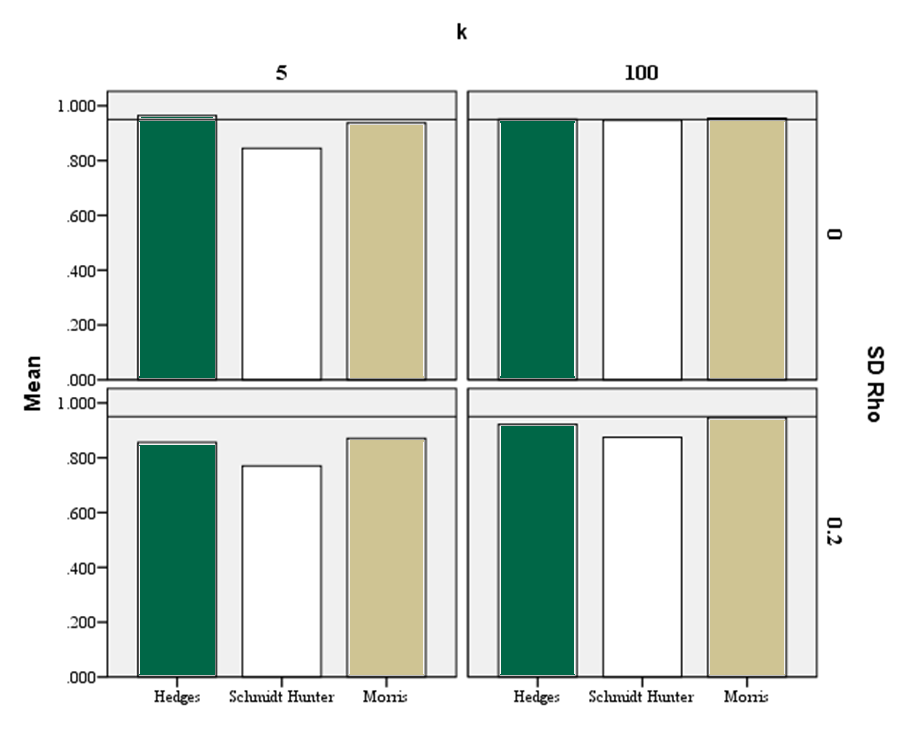 k
5
100
1.000
.800
.600
.400
.200
.000
0
Mean
SD Rho
1.000
.800
.600
.400
.200
.000
0.2
Hedges
Schmidt Hunter
Morris
Hedges
Schmidt Hunter
Morris